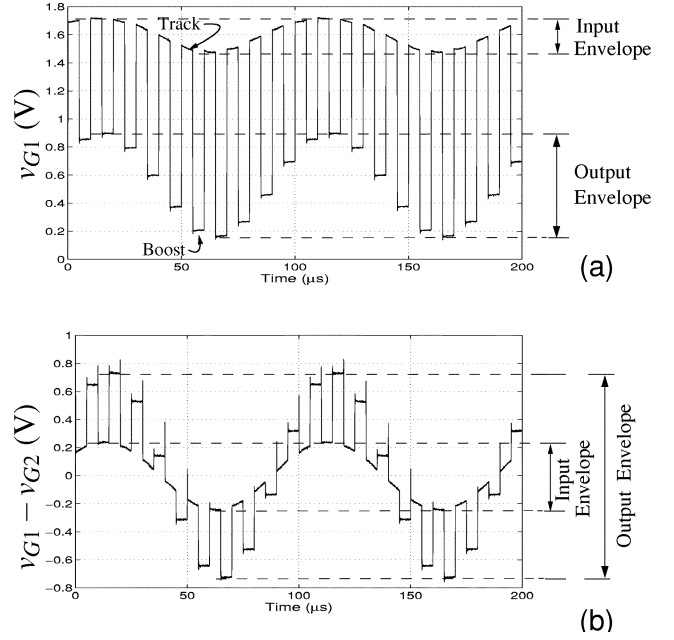 1.8
1.6
1.4
1.2
1
0.8
0.6
0.4
0.2
0
v_G1 (V)
Track
Boost
Input
Envelope
Output
Envelope
0
50
100
150
200
Time (μs)
(a)
1
0.8
0.6
0.4
0.2
0
−0.2
−0.4
−0.6
−0.8
v_G1 − v_G2 (V)
Input
Envelope
Output Envelope
0
50
100
150
200
Time (μs)
(b)